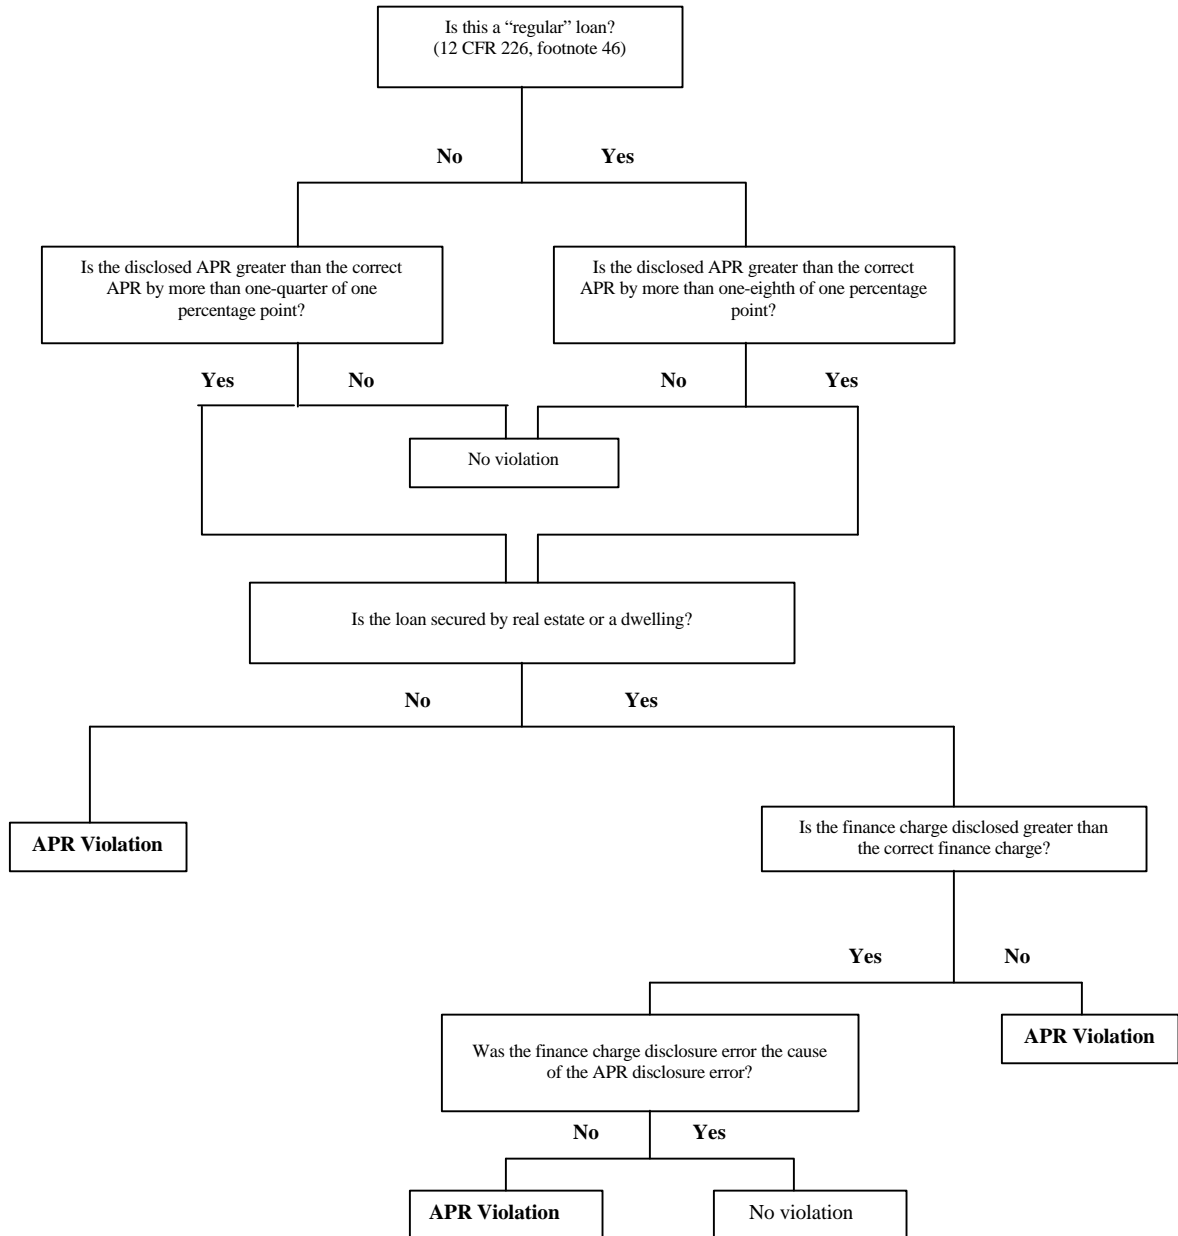 Is this a “regular” loan?
(12 CFR 226, footnote 46)
No
Yes
Is the disclosed APR greater than the correct
APR by more than one-quarter of one
percentage point?
Is the disclosed APR greater than the correct
APR by more than one-eighth of one percentage
point?
Yes
No
No
Yes
No violation
Is the loan secured by real estate or a dwelling?
No
Yes
APR Violation
Is the finance charge disclosed greater than
the correct finance charge?
Yes
No
Was the finance charge disclosure error the cause
of the APR disclosure error?
APR Violation
No
Yes
APR Violation
No violation